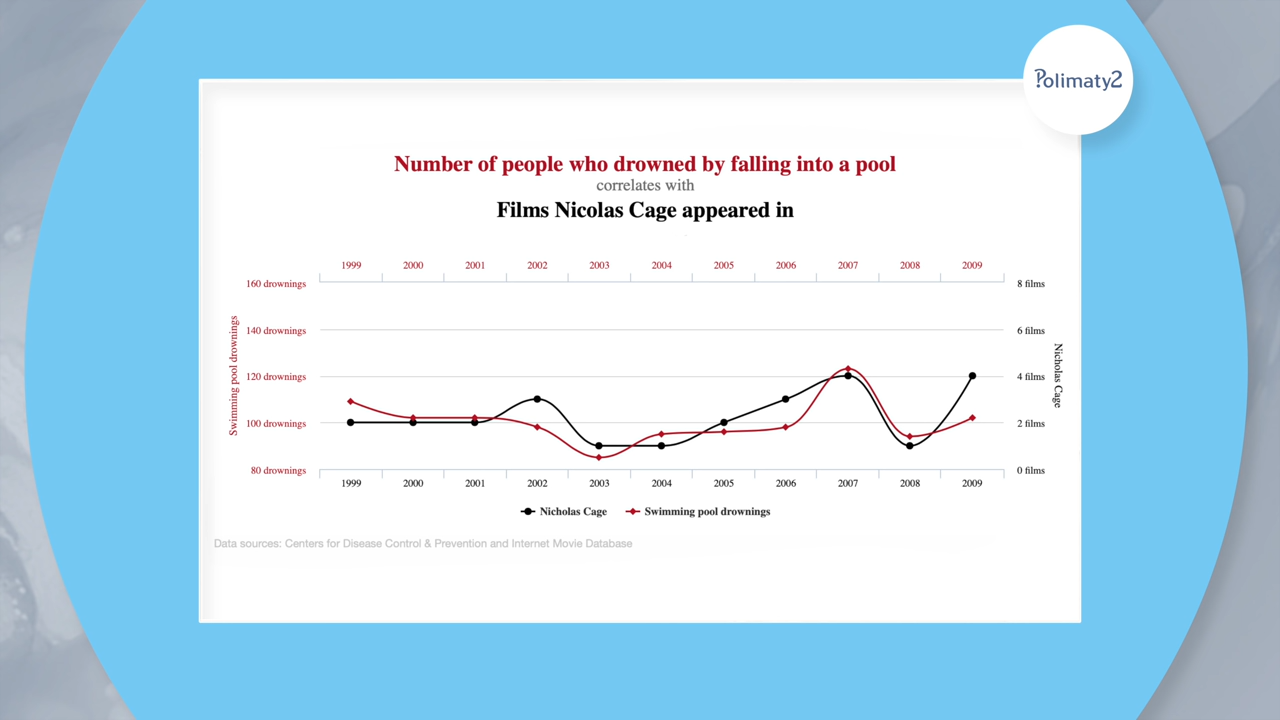 Polimaty2
Number of people who drowned by falling into a pool
correlates with
Films Nicolas Cage appeared in
1999 2000 2001 2002 2003 2004 2005 2006 2007 2008 2009
160 drownings 8 films
140 drownings 6 films
120 drownings 4 films
100 drownings 2 films
80 drownings 0 films
Swimming pool drownings
Nicholas Cage
1999 2000 2001 2002 2003 2004 2005 2006 2007 2008 2009
Nicholas Cage Swimming pool drownings
Data sources: Centers for Disease Control & Prevention and Internet Movie Database